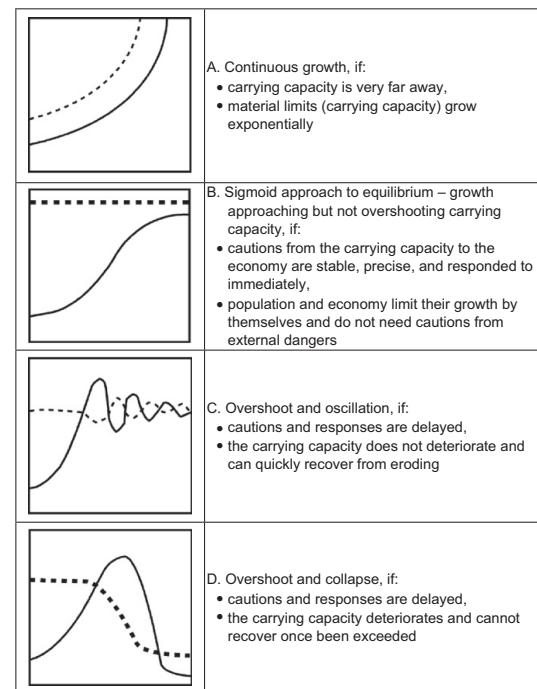 A. Continuous growth, if:
• carrying capacity is very far away,
• material limits (carrying capacity) grow
exponentially
B. Sigmoid approach to equilibrium – growth
approaching but not overshooting carrying
capacity, if:
• cautions from the carrying capacity to the
economy are stable, precise, and responded to
immediately,
• population and economy limit their growth by
themselves and do not need cautions from
external dangers
C. Overshoot and oscillation, if:
• cautions and responses are delayed,
• the carrying capacity does not deteriorate and
can quickly recover from eroding
D. Overshoot and collapse, if:
• cautions and responses are delayed,
• the carrying capacity deteriorates and cannot
recover once been exceeded